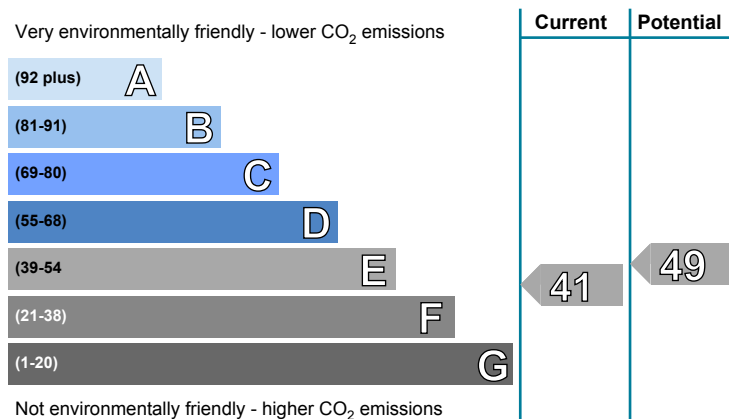 Current Potential
Very environmentally friendly - lower CO₂ emissions
(92 plus) A
(81-91) B
(69-80) C
(55-68) D
(39-54 E
49
41
(21-38) F
(1-20) G
Not environmentally friendly - higher CO₂ emissions